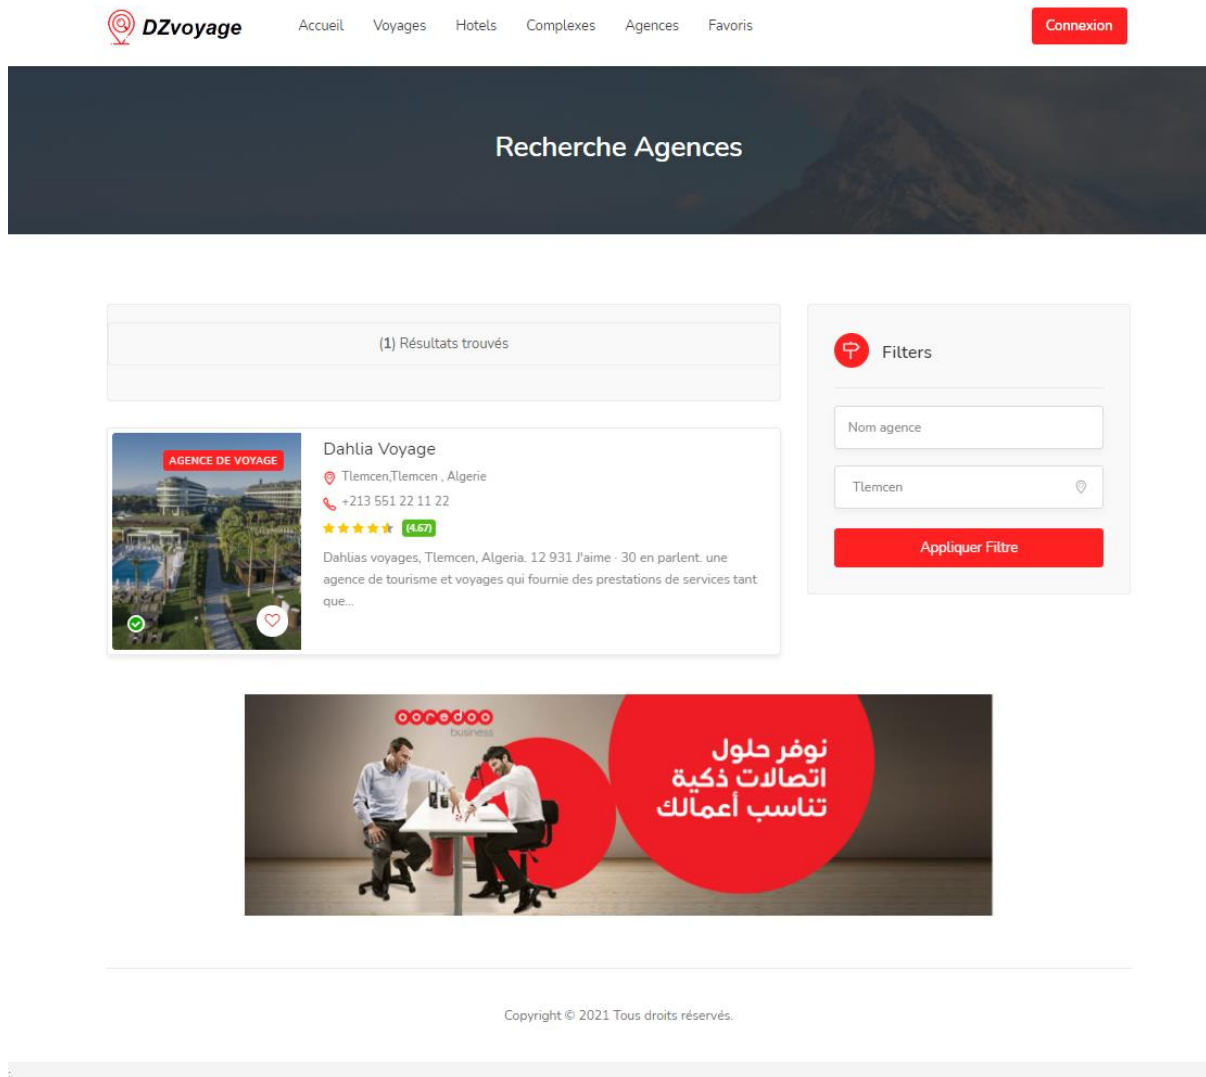 DZvoyage
Accueil Voyages Hotels Complexes Agences Favoris
Connexion
Recherche Agences
(1) Résultats trouvés
AGENCE DE VOYAGE
Dahlia Voyage
Tlemcen,Tlemcen , Algerie
+213 551 22 11 22
(4.67)
Dahlias voyages, Tlemcen, Algeria. 12 931 J'aime · 30 en parlent. une
agence de tourisme et voyages qui fournie des prestations de services tant
que...
Filters
Nom agence
Tlemcen
Appliquer Filtre
ooredoo
business
نوفر حلول
اتصالات ذكية
تناسب أعمالك
Copyright © 2021 Tous droits réservés.